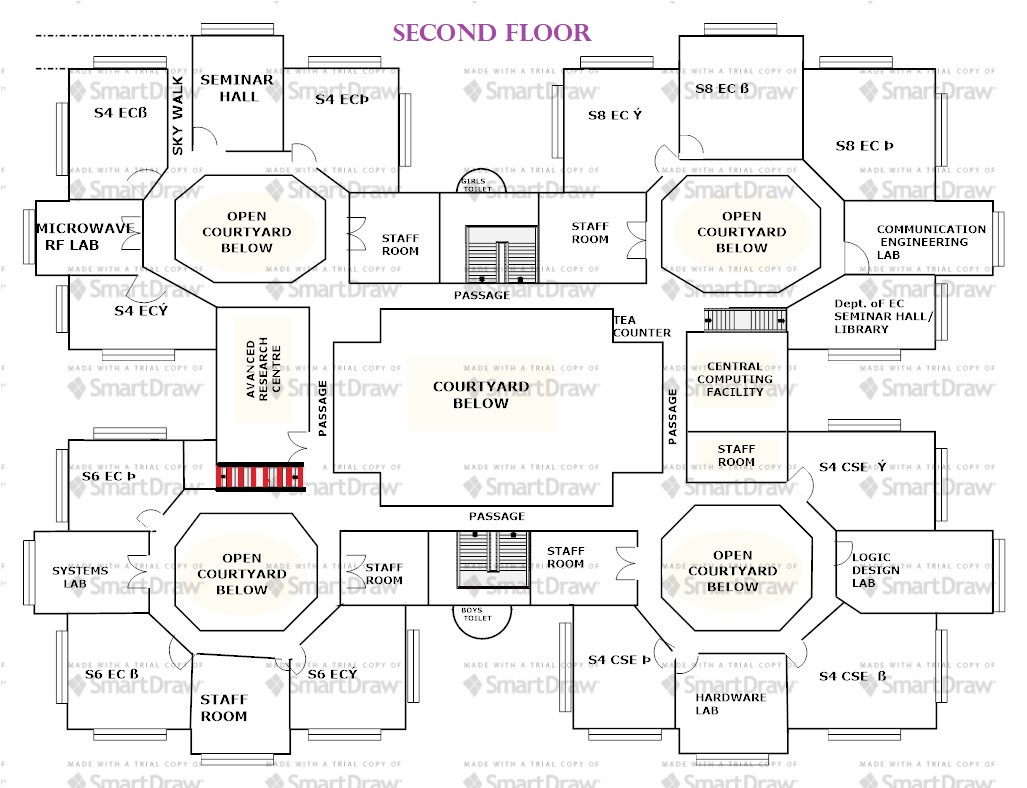 SECOND FLOOR
SEMINAR
HALL
SKY WALK
S4 ECß
S4 ECÞ
S8 EC Ý
S8 EC ß
S8 EC Þ
GIRLS
TOILET
MICROWAVE
RF LAB
OPEN
COURTYARD
BELOW
STAFF
ROOM
STAFF
ROOM
OPEN
COURTYARD
BELOW
COMMUNICATION
ENGINEERING
LAB
PASSAGE
S4 ECÝ
Dept. of EC
SEMINAR HALL/
LIBRARY
TEA
COUNTER
AVANCED
RESEARCH
CENTRE
PASSAGE
COURTYARD
BELOW
PASSAGE
CENTRAL
COMPUTING
FACILITY
STAFF
ROOM
S6 EC Þ
S4 CSE Ý
PASSAGE
SYSTEMS
LAB
OPEN
COURTYARD
BELOW
STAFF
ROOM
STAFF
ROOM
OPEN
COURTYARD
BELOW
LOGIC
DESIGN
LAB
BOYS
TOILET
S6 EC ß
STAFF
ROOM
S6 ECÝ
S4 CSE Þ
HARDWARE
LAB
S4 CSE ß
MADE WITH A TRIAL COPY OF
SmartDraw